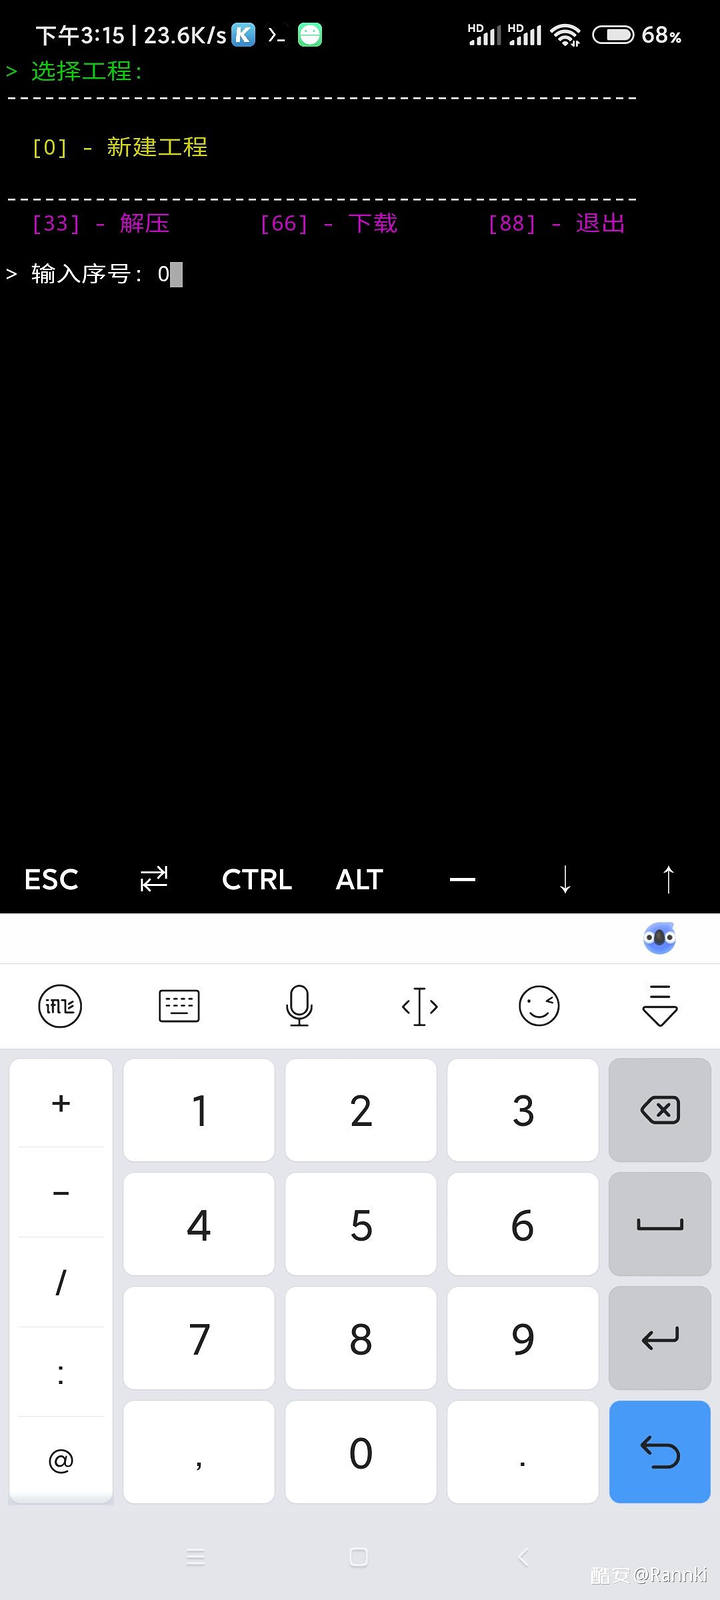 下午3:15 | 23.6K/s K >_ HD HD 68%
> 选择工程:
--------------------------------------------------
[0] - 新建工程
--------------------------------------------------
[33] - 解压 [66] - 下载 [88] - 退出
> 输入序号: 0
ESC ⇄ CTRL ALT — ↓ ↑
讯飞
+ 1 2 3
- 4 5 6
/ 7 8 9
:
@ , 0 .
酷安 @Rannki